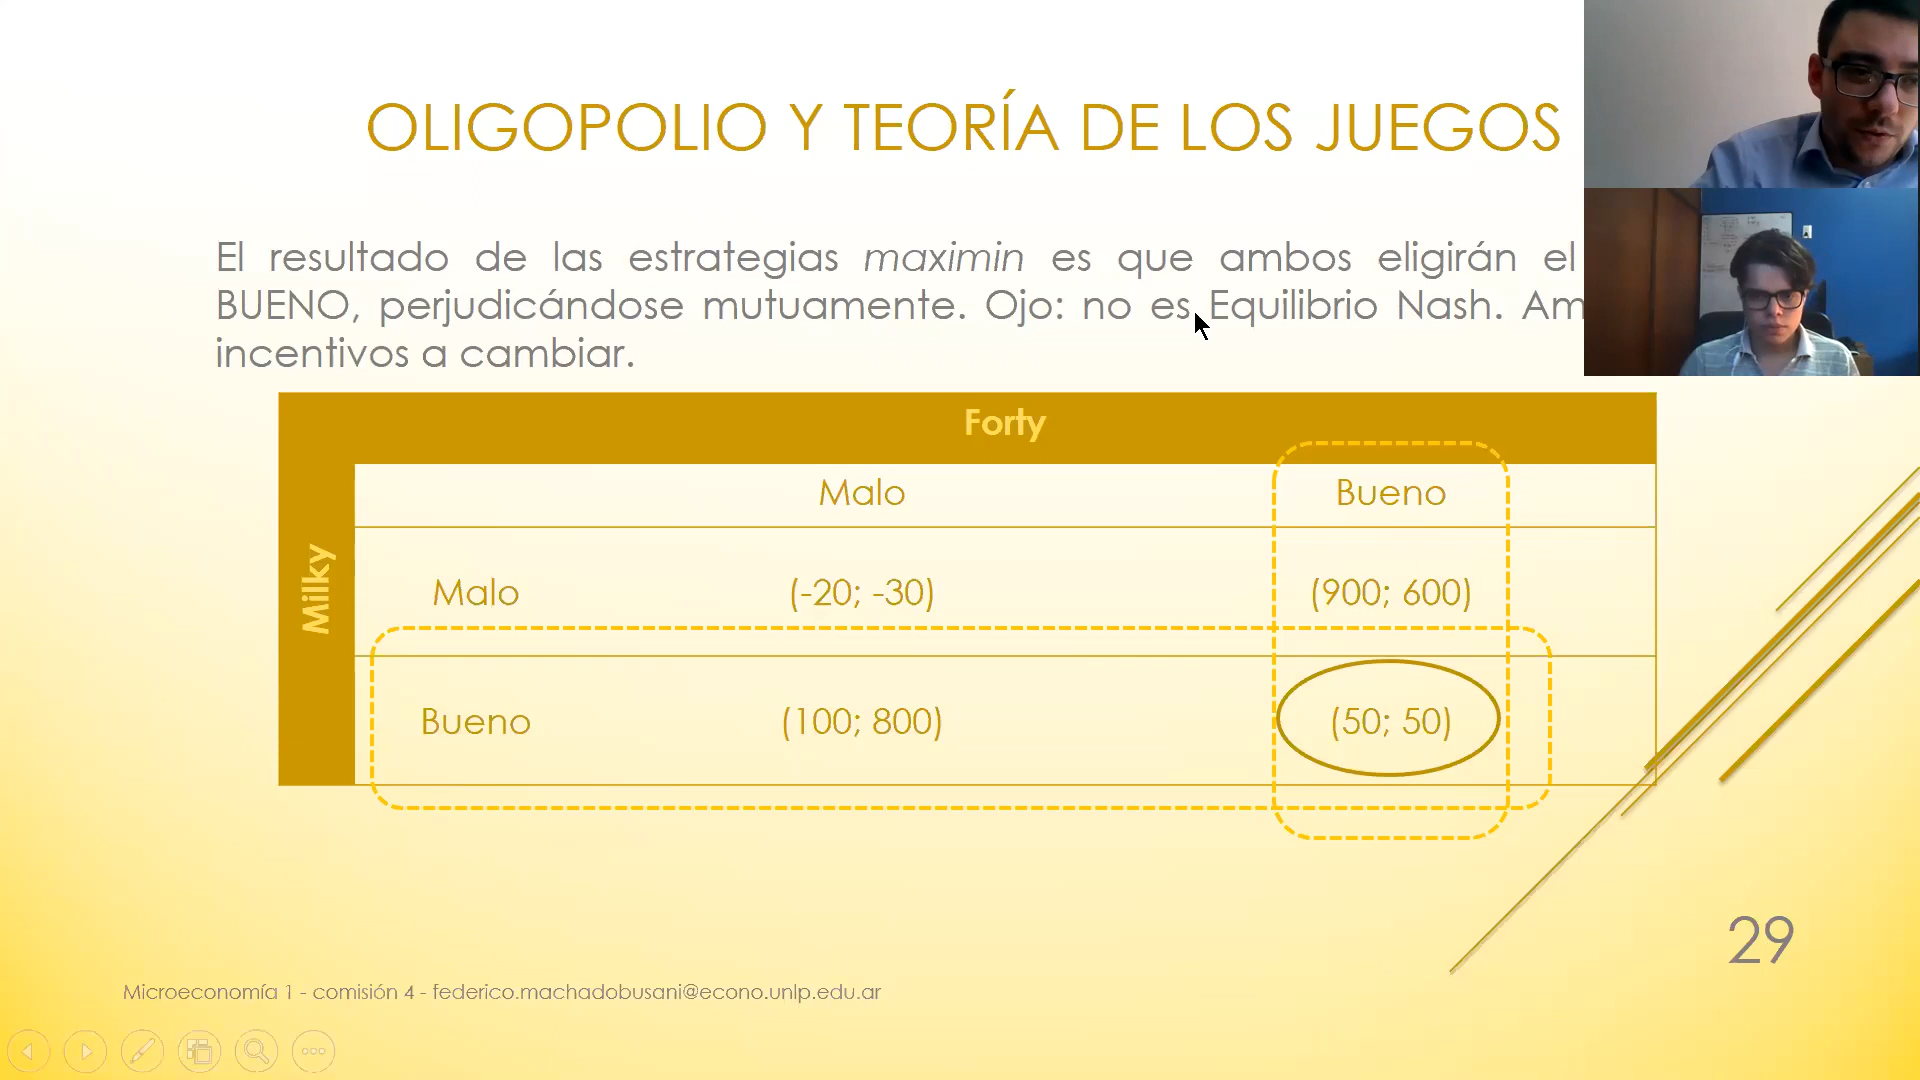 OLIGOPOLIO Y TEORÍA DE LOS JUEGOS
El resultado de las estrategias maximin es que ambos eligirán el
BUENO, perjudicándose mutuamente. Ojo: no es Equilibrio Nash. Am
incentivos a cambiar.
Forty
Milky
Malo Bueno
Malo (-20; -30) (900; 600)
Bueno (100; 800) (50; 50)
29
Microeconomía 1 - comisión 4 - federico.machadobusani@econo.unlp.edu.ar